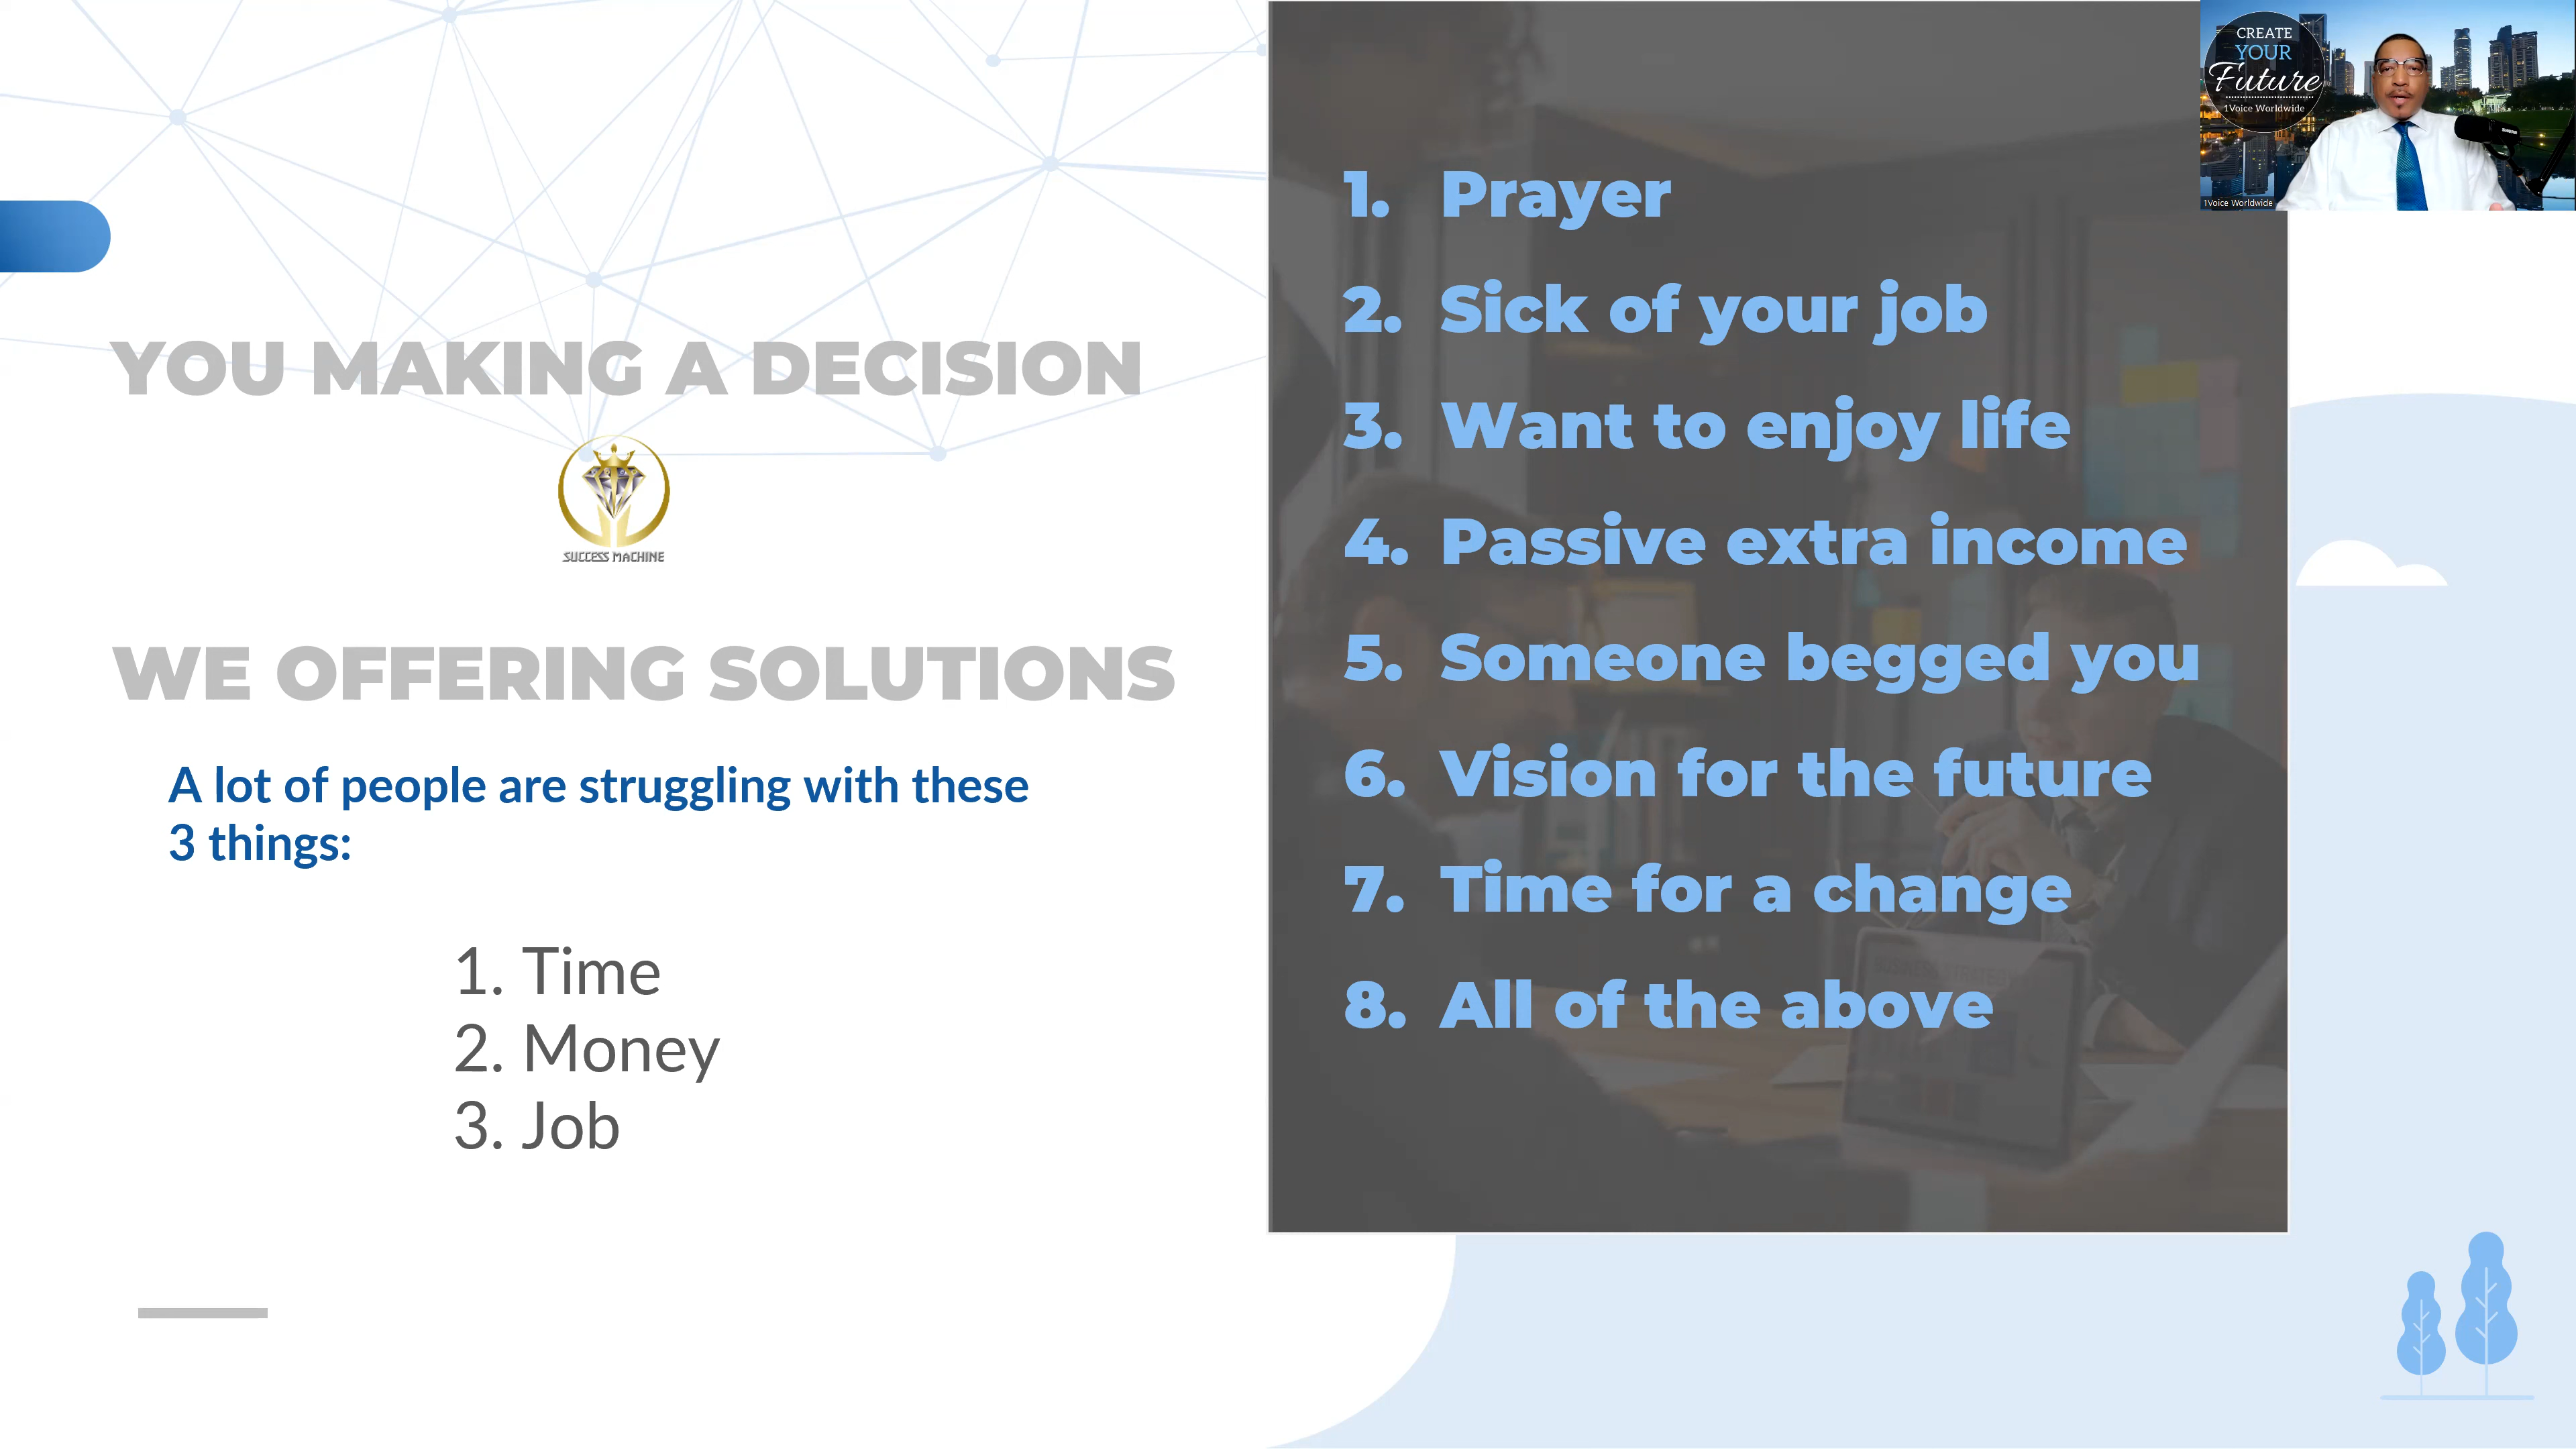 YOU MAKING A DECISION
SUCCESS MACHINE
WE OFFERING SOLUTIONS
A lot of people are struggling with these
3 things:
1. Time
2. Money
3. Job
1. Prayer
2. Sick of your job
3. Want to enjoy life
4. Passive extra income
5. Someone begged you
6. Vision for the future
7. Time for a change
8. All of the above
CREATE
YOUR
Future
1Voice Worldwide
1Voice Worldwide